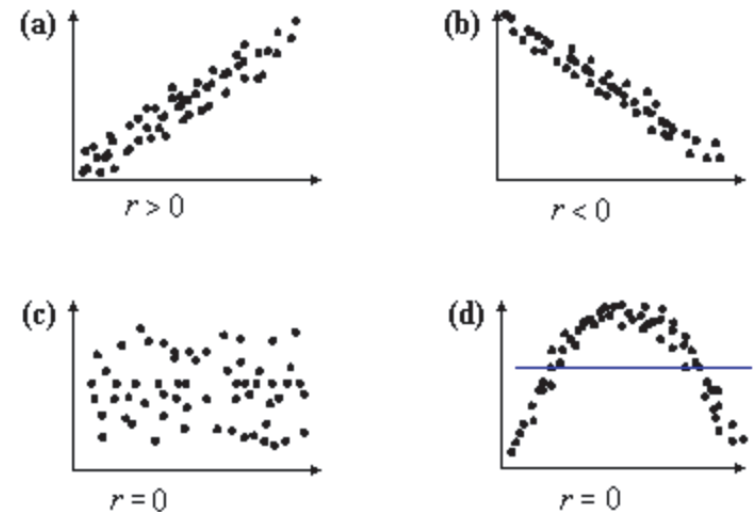 (a)
r > 0
(b)
r < 0
(c)
r = 0
(d)
r = 0